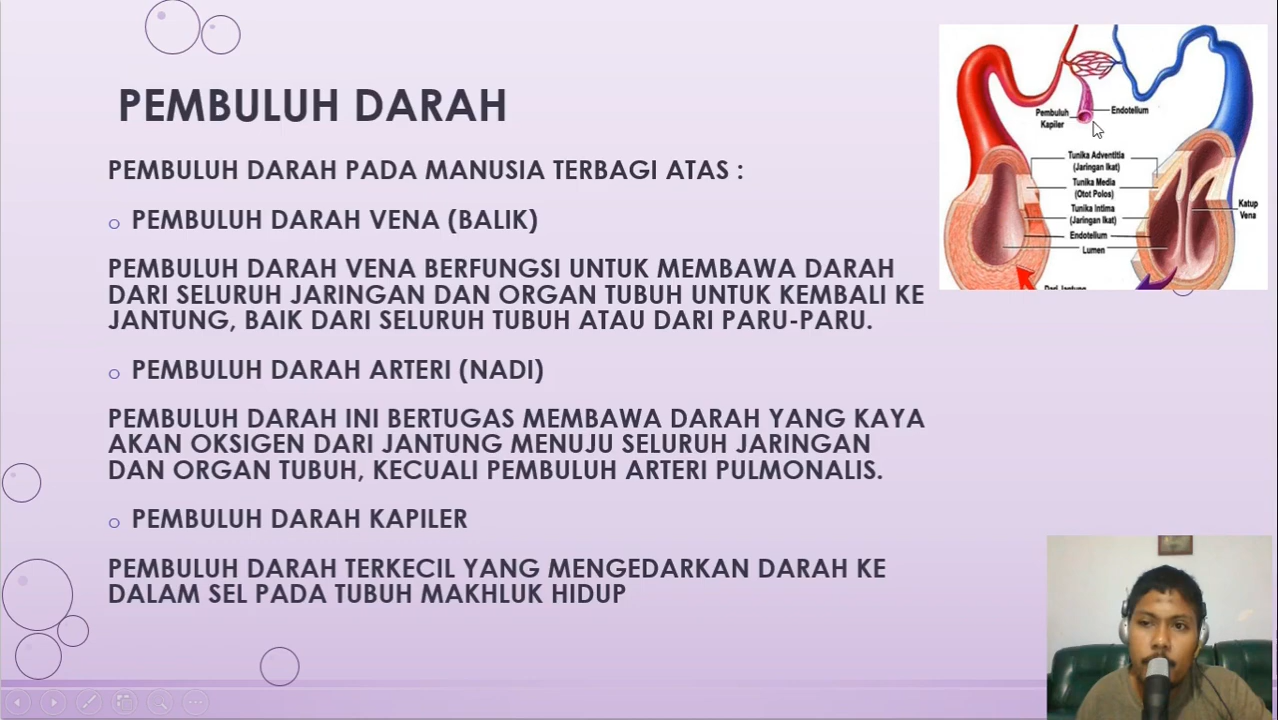 PEMBULUH DARAH
PEMBULUH DARAH PADA MANUSIA TERBAGI ATAS :
PEMBULUH DARAH VENA (BALIK)
PEMBULUH DARAH VENA BERFUNGSI UNTUK MEMBAWA DARAH
DARI SELURUH JARINGAN DAN ORGAN TUBUH UNTUK KEMBALI KE
JANTUNG, BAIK DARI SELURUH TUBUH ATAU DARI PARU-PARU.
PEMBULUH DARAH ARTERI (NADI)
PEMBULUH DARAH INI BERTUGAS MEMBAWA DARAH YANG KAYA
AKAN OKSIGEN DARI JANTUNG MENUJU SELURUH JARINGAN
DAN ORGAN TUBUH, KECUALI PEMBULUH ARTERI PULMONALIS.
PEMBULUH DARAH KAPILER
PEMBULUH DARAH TERKECIL YANG MENGEDARKAN DARAH KE
DALAM SEL PADA TUBUH MAKHLUK HIDUP
Pembuluh
Kapiler
Endotelium
Tunika Adventitia
(Jaringan Ikat)
Tunika Media
(Otot Polos)
Tunika Intima
(Jaringan Ikat)
Endotelium
Lumen
Katup
Vena
Dari Jantung